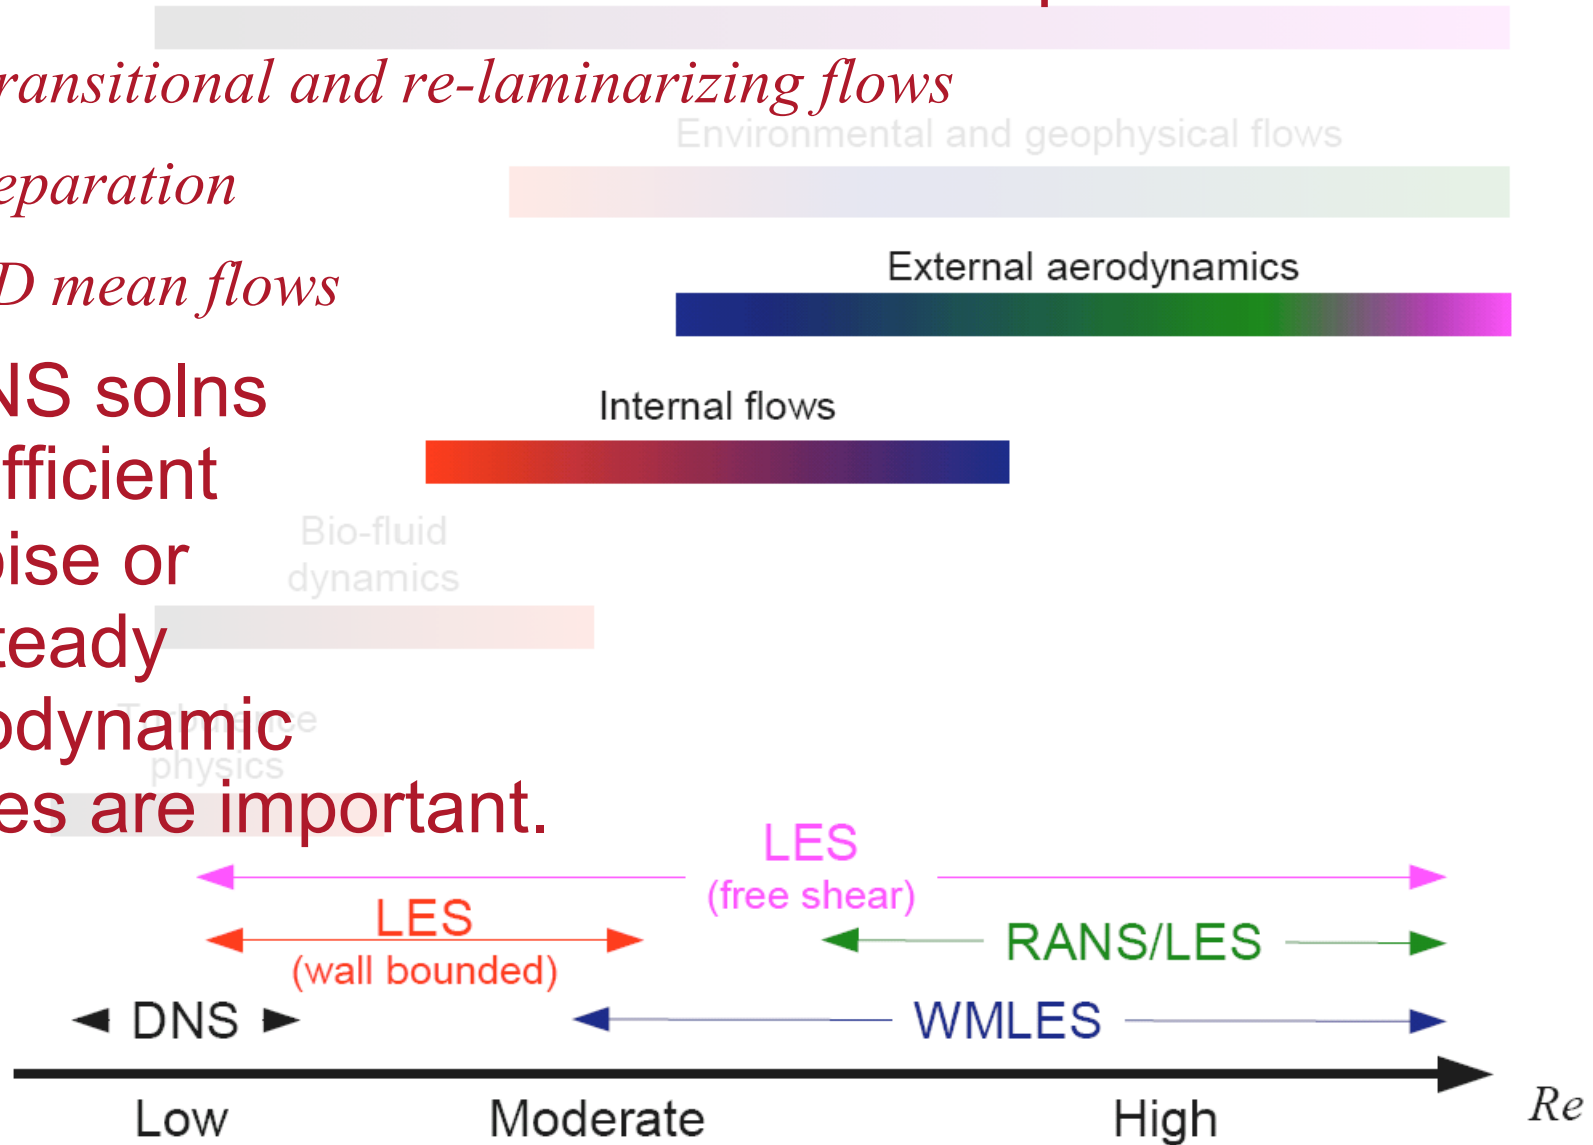 ransitional and re-laminarizing flows
Environmental and geophysical flows
eparation
External aerodynamics
D mean flows
NS solns
Internal flows
fficient
Bio-fluid
oise or
dynamics
teady
Turbulence
odynamic
physics
es are important.
LES
(free shear)
LES
(wall bounded)
RANS/LES
DNS
WMLES
Low
Moderate
High
Re